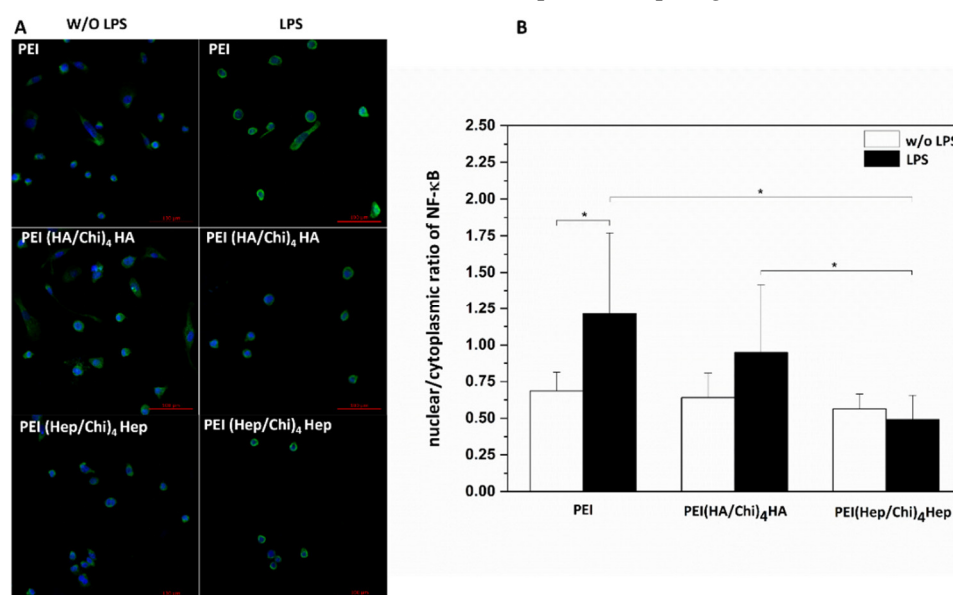 A
W/O LPS
LPS
PEI
PEI
PEI (HA/Chi)4 HA
PEI (HA/Chi)4 HA
PEI (Hep/Chi)4 Hep
PEI (Hep/Chi)4 Hep
B
nuclear/cytoplasmic ratio of NF-κB
2.50
2.25
2.00
1.75
1.50
1.25
1.00
0.75
0.50
0.25
0.00
w/o LPS
LPS
*
*
*
PEI
PEI(HA/Chi)4HA
PEI(Hep/Chi)4Hep